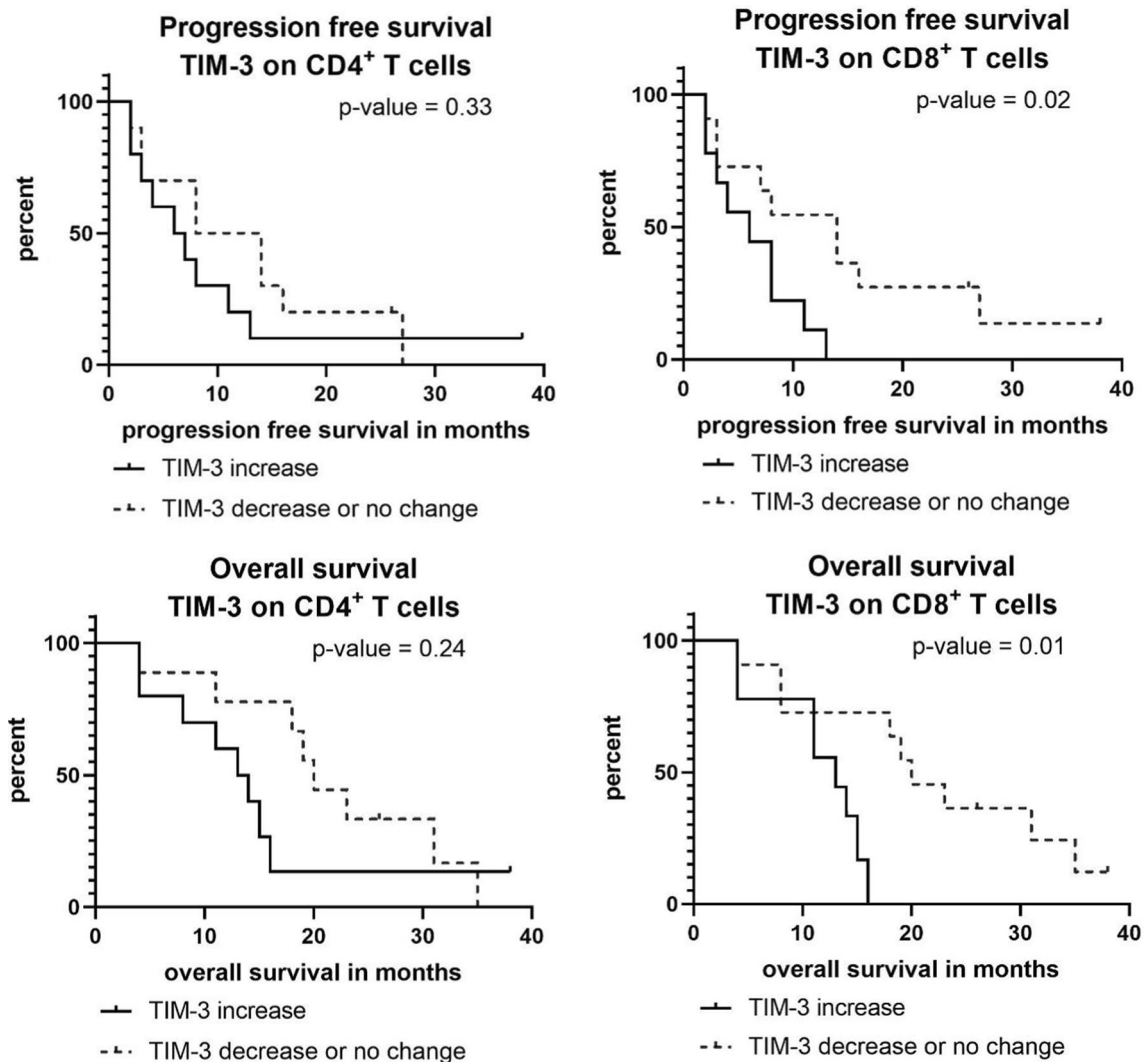 Progression free survival
TIM-3 on CD4⁺ T cells
p-value = 0.33
percent
100
50
0
0 10 20 30 40
progression free survival in months
TIM-3 increase
TIM-3 decrease or no change
Progression free survival
TIM-3 on CD8⁺ T cells
p-value = 0.02
percent
100
50
0
0 10 20 30 40
progression free survival in months
TIM-3 increase
TIM-3 decrease or no change
Overall survival
TIM-3 on CD4⁺ T cells
p-value = 0.24
percent
100
50
0
0 10 20 30 40
overall survival in months
TIM-3 increase
TIM-3 decrease or no change
Overall survival
TIM-3 on CD8⁺ T cells
p-value = 0.01
percent
100
50
0
0 10 20 30 40
overall survival in months
TIM-3 increase
TIM-3 decrease or no change